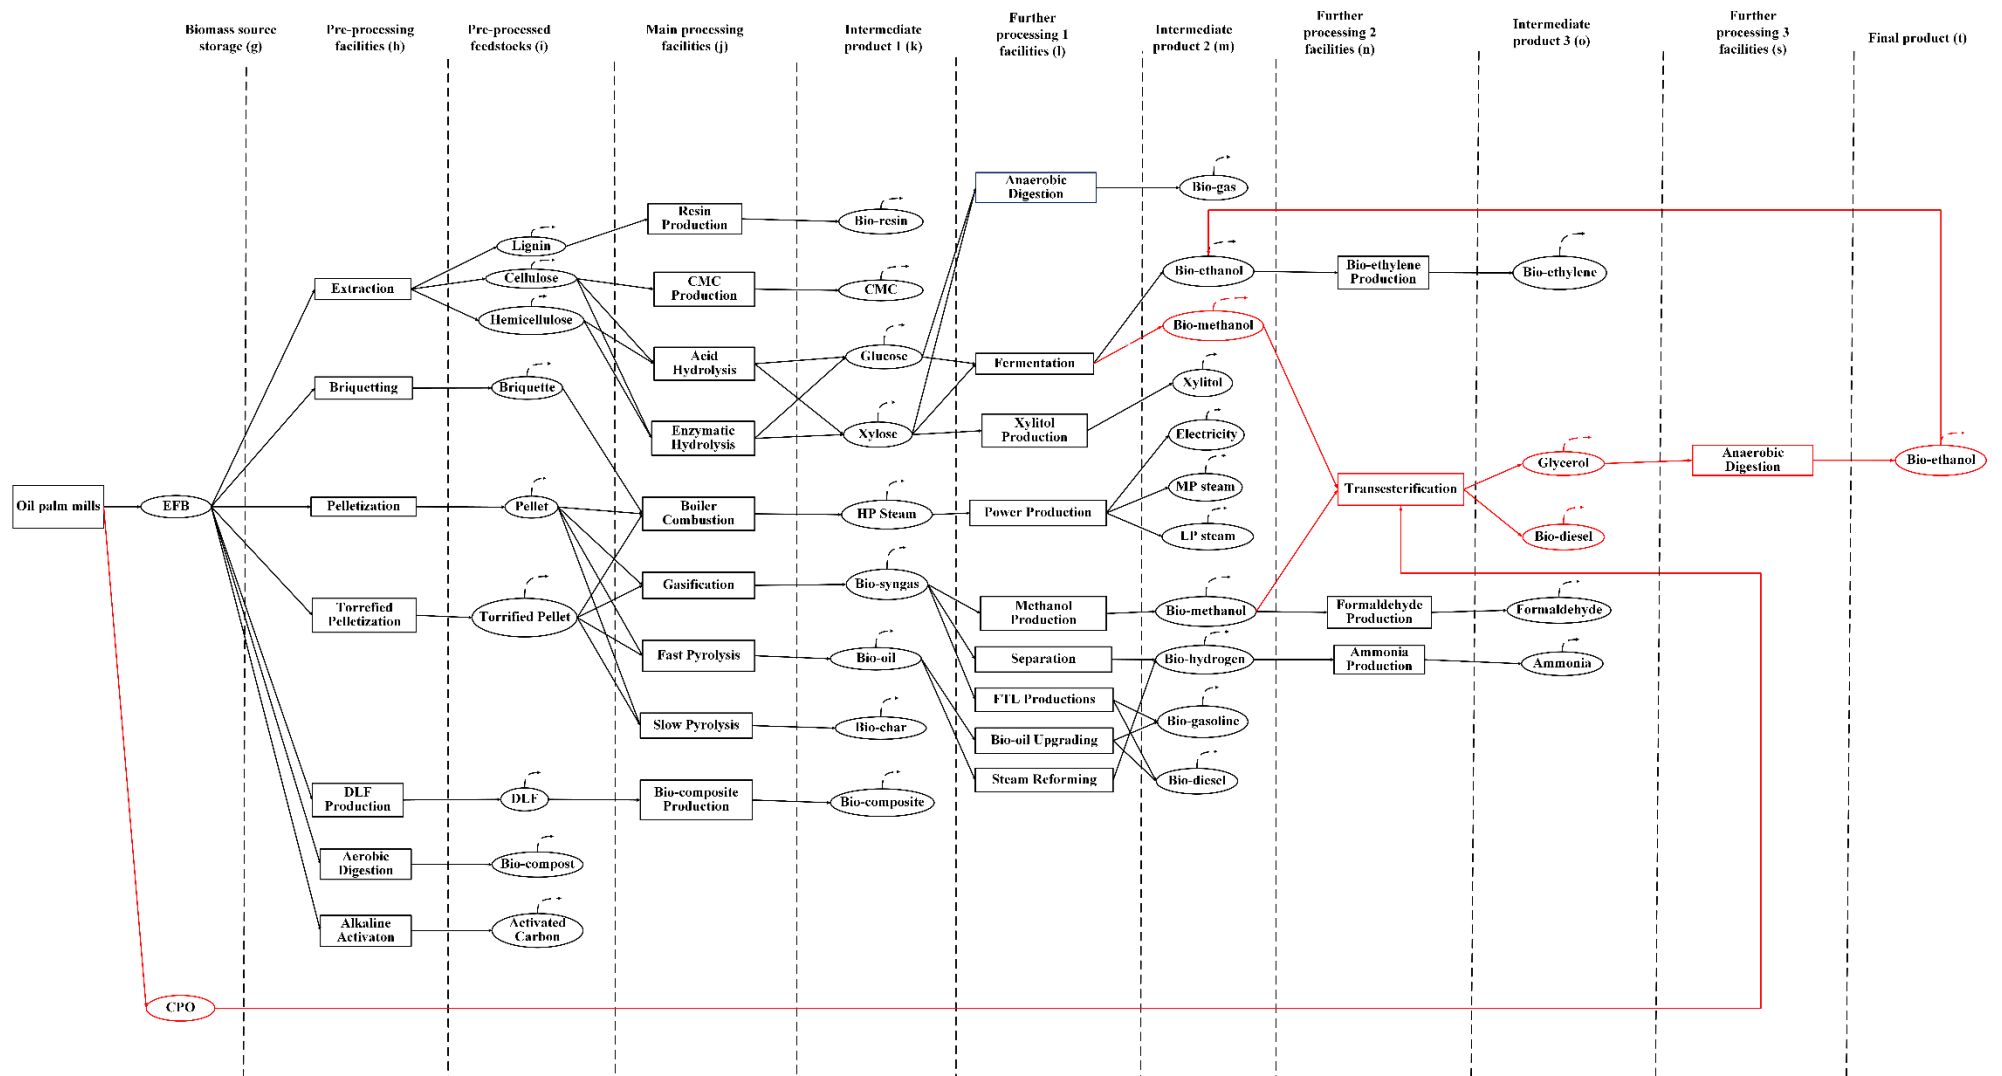 Biomass source
storage (g)
Pre-processing
facilities (h)
Pre-processed
feedstocks (i)
Main processing
facilities (j)
Intermediate
product 1 (k)
Further
processing 1
facilities (l)
Intermediate
product 2 (m)
Further
processing 2
facilities (n)
Intermediate
product 3 (o)
Further
processing 3
facilities (s)
Final product (t)
Oil palm mills
EFB
CPO
Extraction
Briquetting
Pelletization
Torrefied
Pelletization
DLF
Production
Aerobic
Digestion
Alkaline
Activaton
Lignin
Cellulose
Hemicellulose
Briquette
Pellet
Torrified Pellet
DLF
Bio-compost
Activated
Carbon
Resin
Production
CMC
Production
Acid
Hydrolysis
Enzymatic
Hydrolysis
Boiler
Combustion
Gasification
Fast Pyrolysis
Slow Pyrolysis
Bio-composite
Production
Bio-resin
CMC
Glucose
Xylose
HP Steam
Bio-syngas
Bio-oil
Bio-char
Bio-composite
Anaerobic
Digestion
Fermentation
Xylitol
Production
Power Production
Methanol
Production
Separation
FTL Productions
Bio-oil Upgrading
Steam Reforming
Bio-gas
Bio-ethanol
Bio-methanol
Xylitol
Electricity
MP steam
LP steam
Bio-methanol
Bio-hydrogen
Bio-gasoline
Bio-diesel
Bio-ethylene
Production
Transesterification
Formaldehyde
Production
Ammonia
Production
Bio-ethylene
Glycerol
Bio-diesel
Formaldehyde
Ammonia
Anaerobic
Digestion
Bio-ethanol